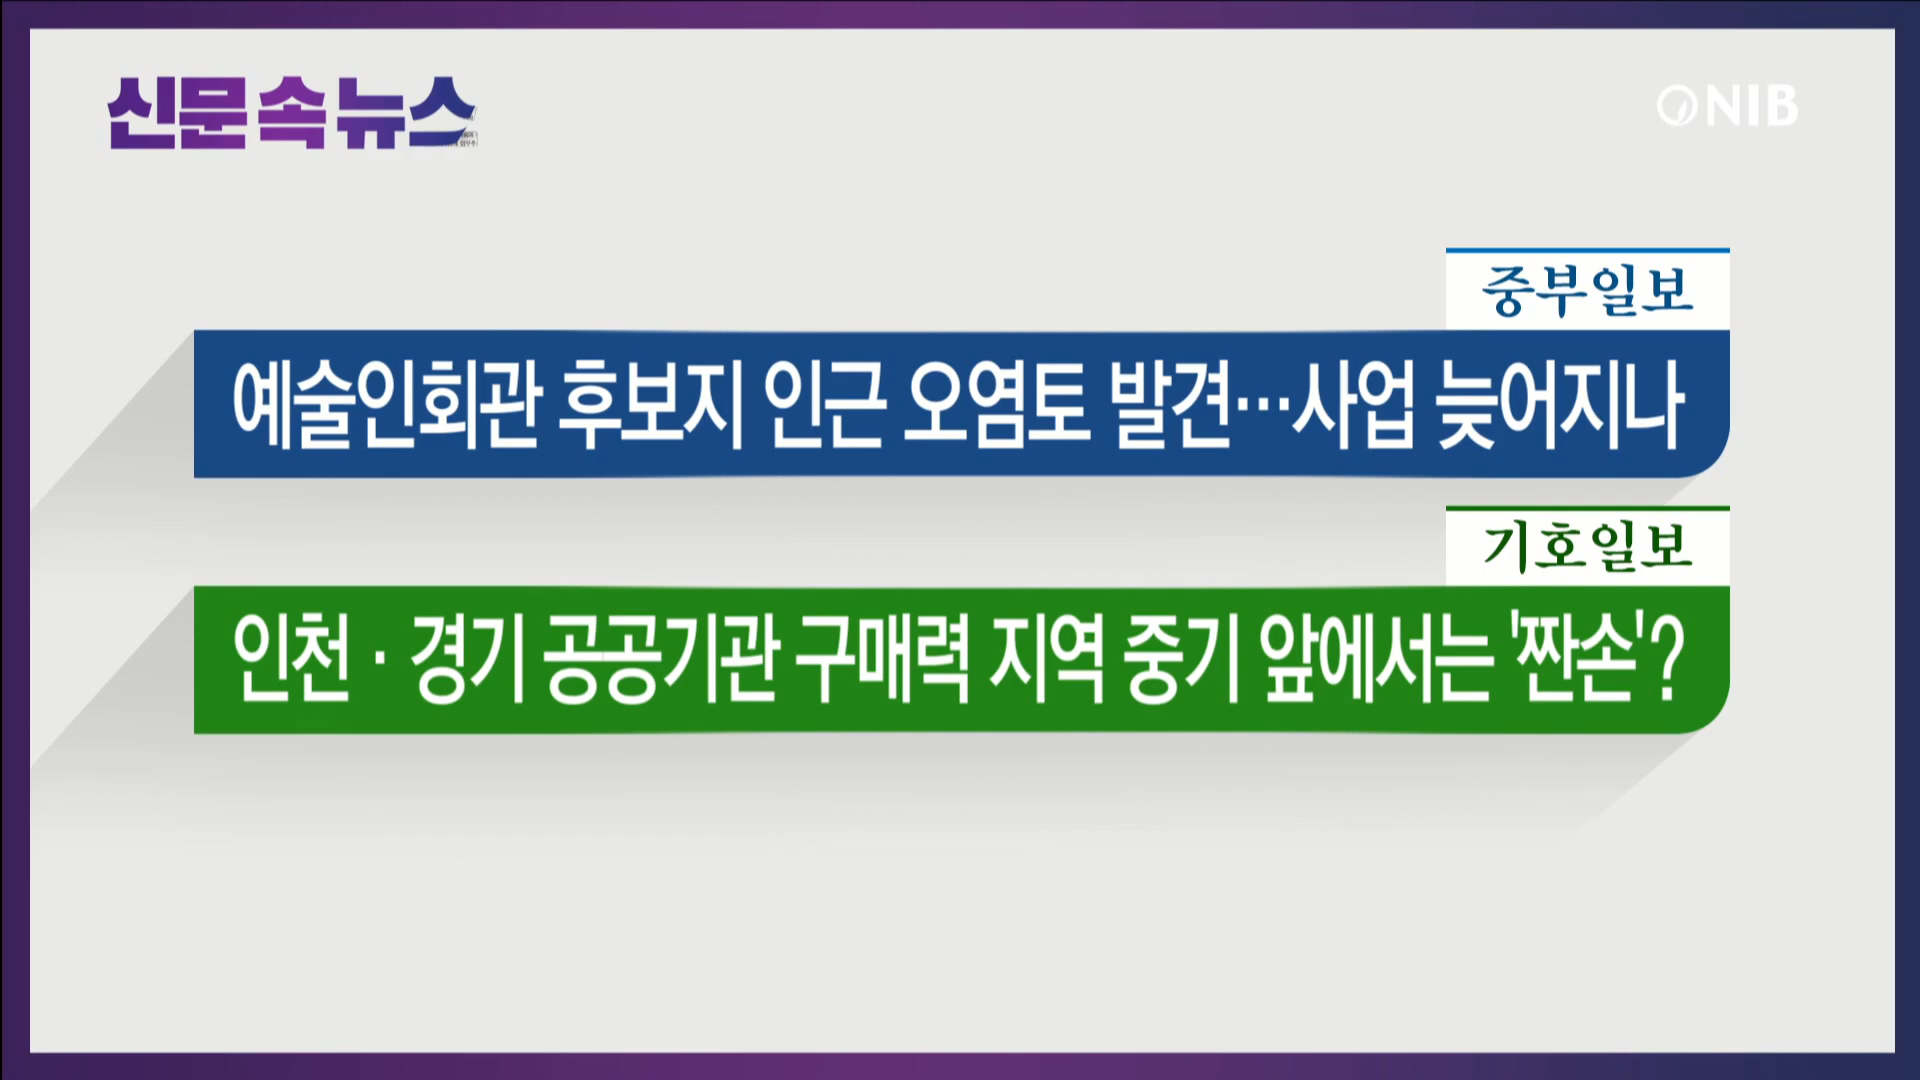 신문 속 뉴스
NIB
중부일보
예술인회관 후보지 인근 오염토 발견…사업 늦어지나
기호일보
인천·경기 공공기관 구매력 지역 중기 앞에서는 '짠손'?